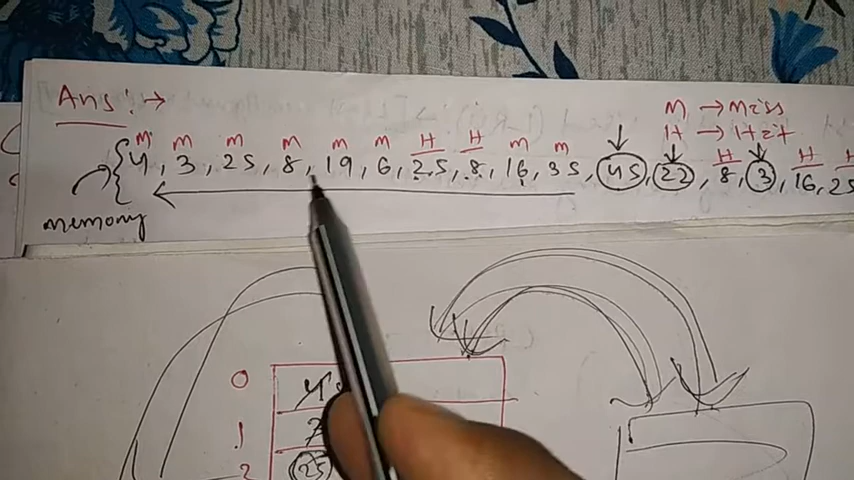 Ans:→
M → Miss
H → Hit
M M M M M M H H M M H H
{ 4, 3, 25, 8, 19, 6, 25, 8, 16, 35, 45, 22, 8, 3, 16, 25
memory
0
1
2 25